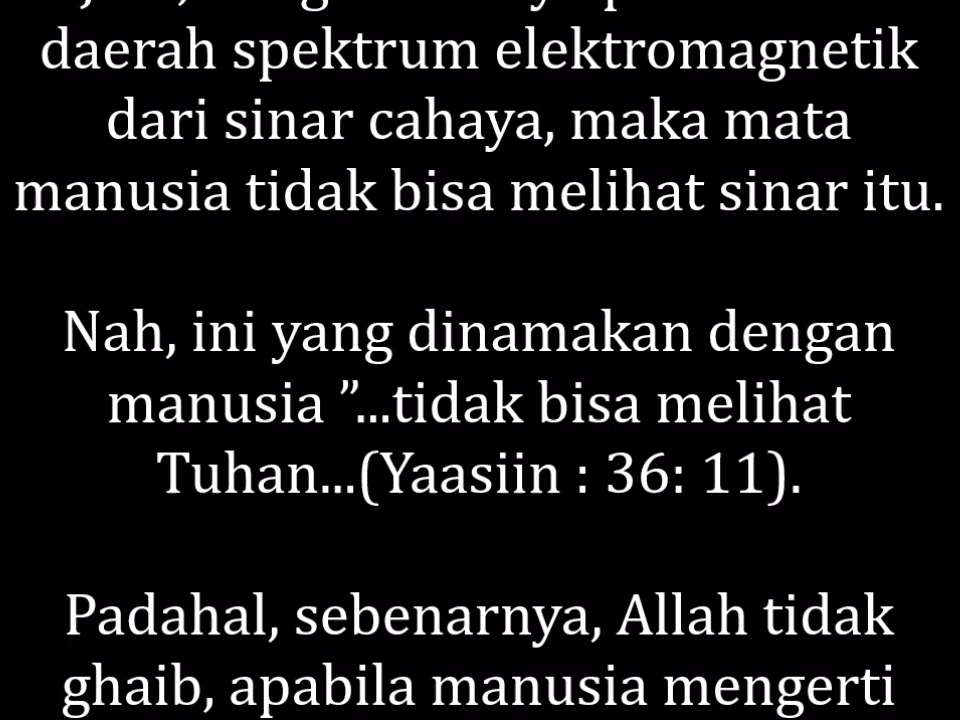 daerah spektrum elektromagnetik
dari sinar cahaya, maka mata
manusia tidak bisa melihat sinar itu.
Nah, ini yang dinamakan dengan
manusia ”...tidak bisa melihat
Tuhan...(Yaasiin : 36: 11).
Padahal, sebenarnya, Allah tidak
ghaib, apabila manusia mengerti